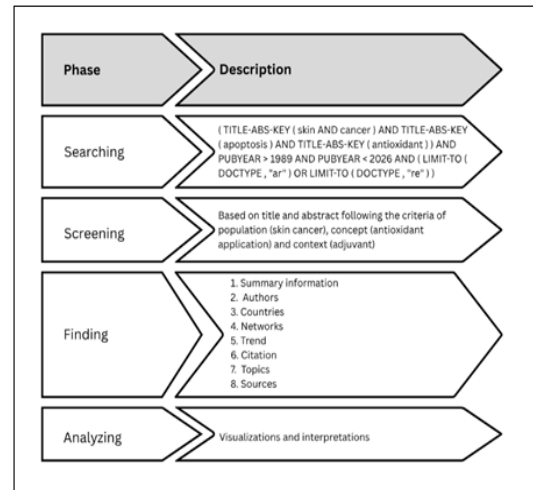 Phase
Description
Searching
( TITLE-ABS-KEY ( skin AND cancer ) AND TITLE-ABS-KEY
( apoptosis ) AND TITLE-ABS-KEY ( antioxidant ) ) AND
PUBYEAR > 1989 AND PUBYEAR < 2026 AND ( LIMIT-TO (
DOCTYPE , "ar" ) OR LIMIT-TO ( DOCTYPE , "re" ) )
Screening
Based on title and abstract following the criteria of
population (skin cancer), concept (antioxidant
application) and context (adjuvant)
Finding
1. Summary information
2. Authors
3. Countries
4. Networks
5. Trend
6. Citation
7. Topics
8. Sources
Analyzing
Visualizations and interpretations